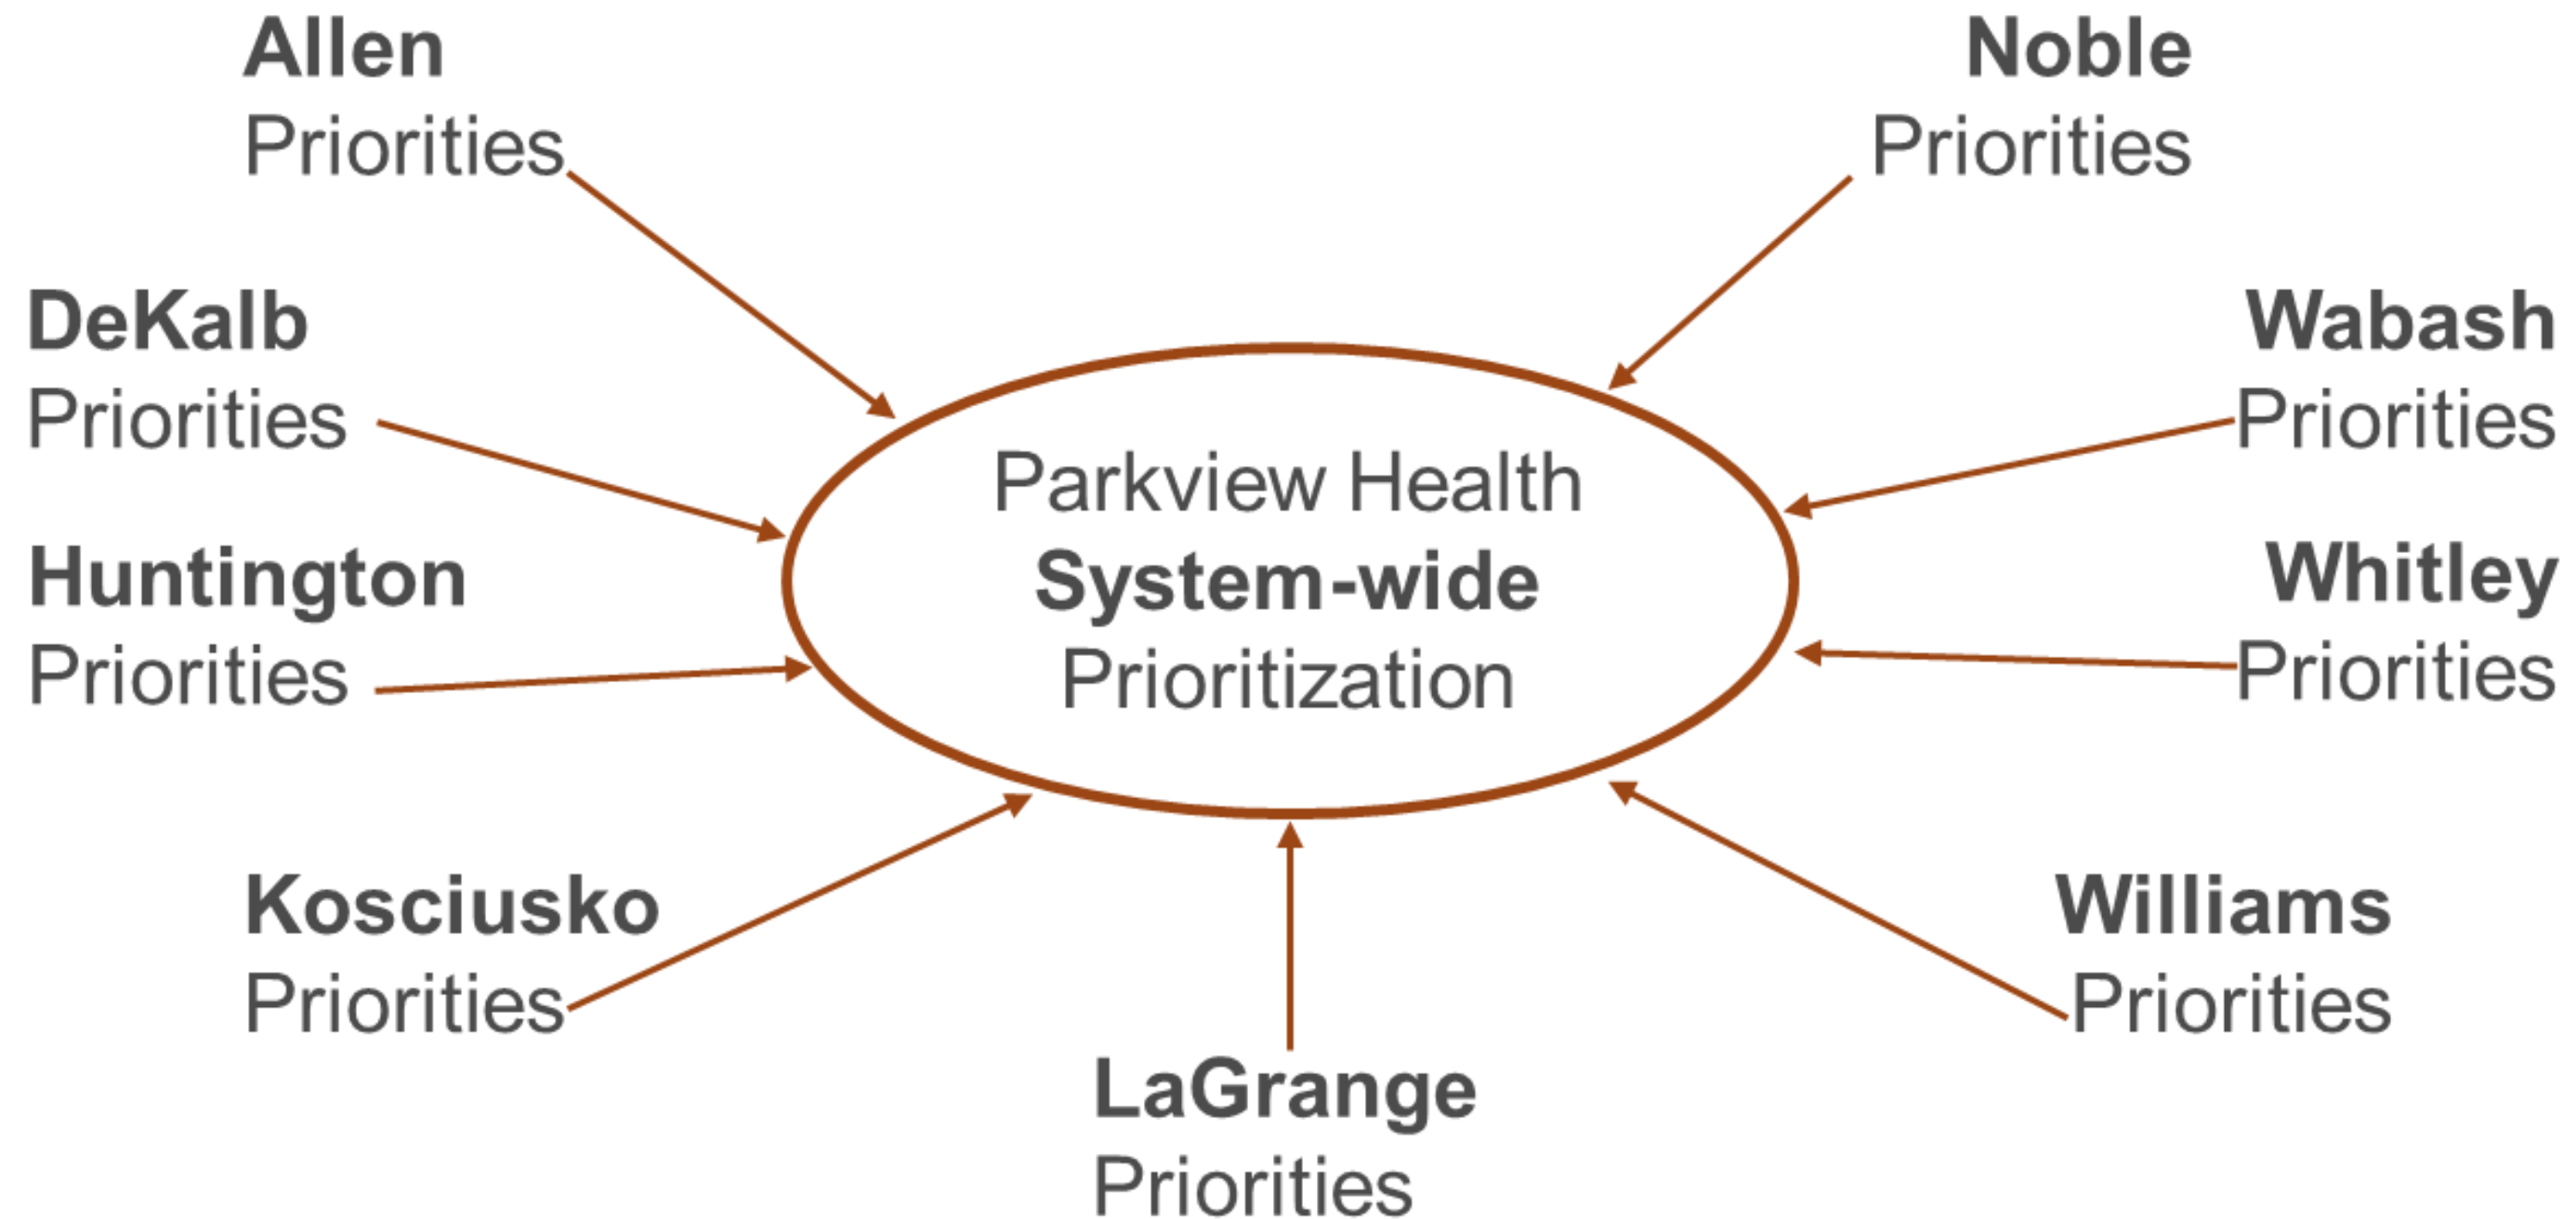 Allen
Priorities
Noble
Priorities
DeKalb
Priorities
Wabash
Priorities
Parkview Health
System-wide
Prioritization
Huntington
Priorities
Whitley
Priorities
Kosciusko
Priorities
Williams
Priorities
LaGrange
Priorities